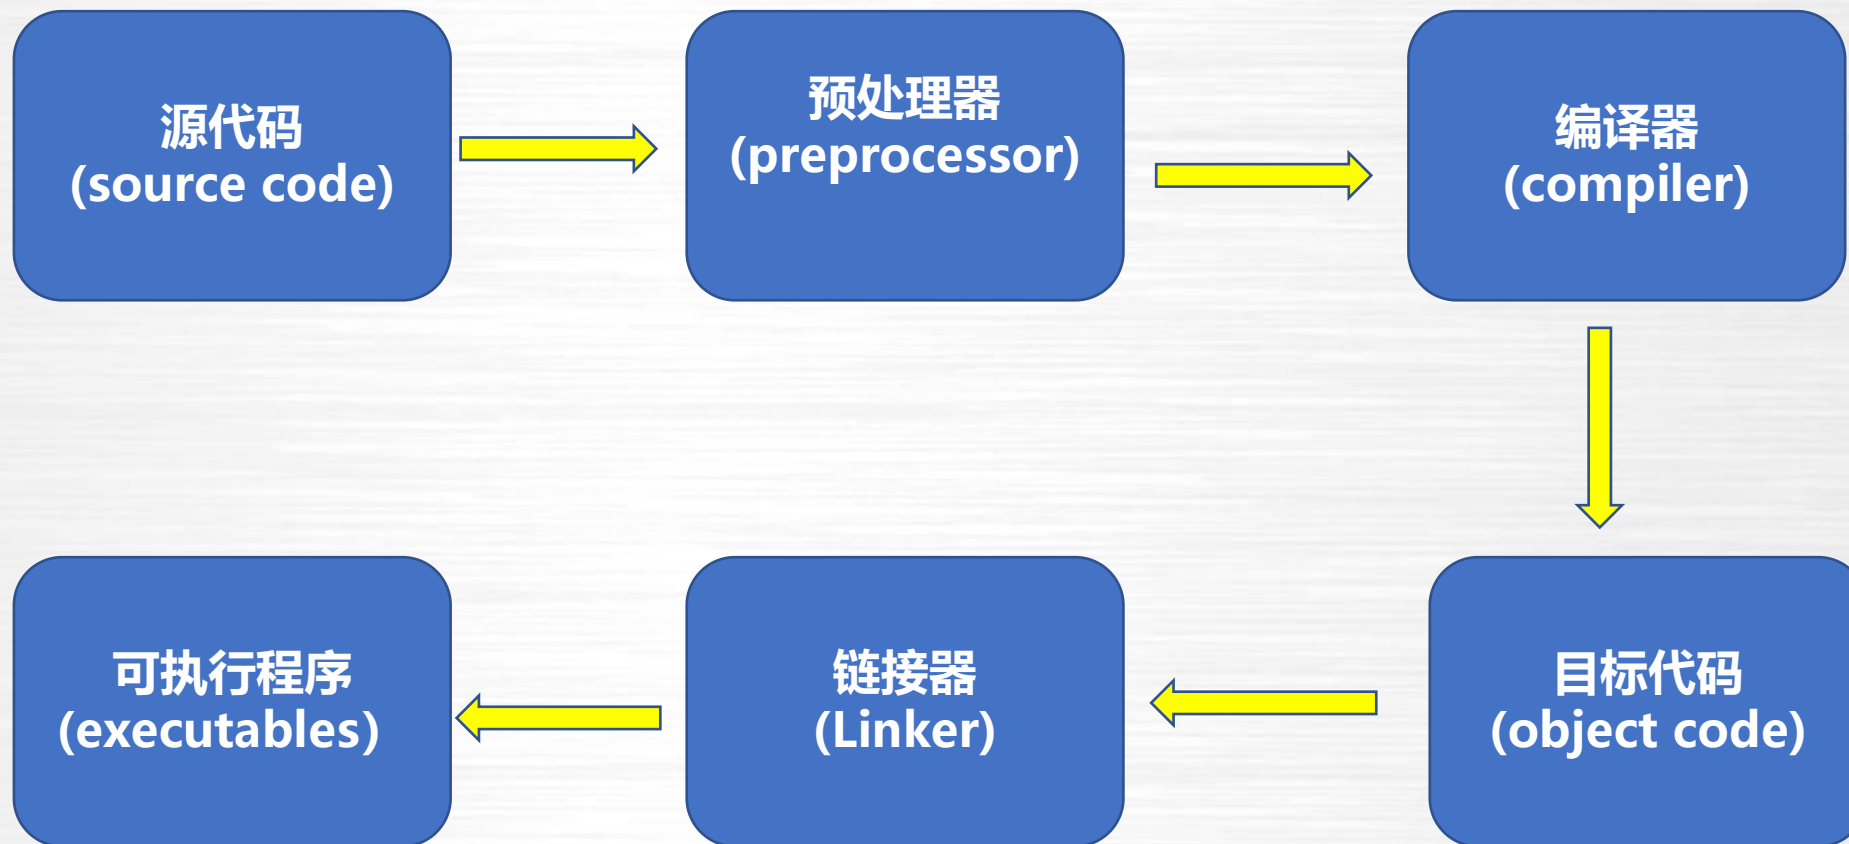 源代码
(source code)
预处理器
(preprocessor)
编译器
(compiler)
可执行程序
(executables)
链接器
(Linker)
目标代码
(object code)